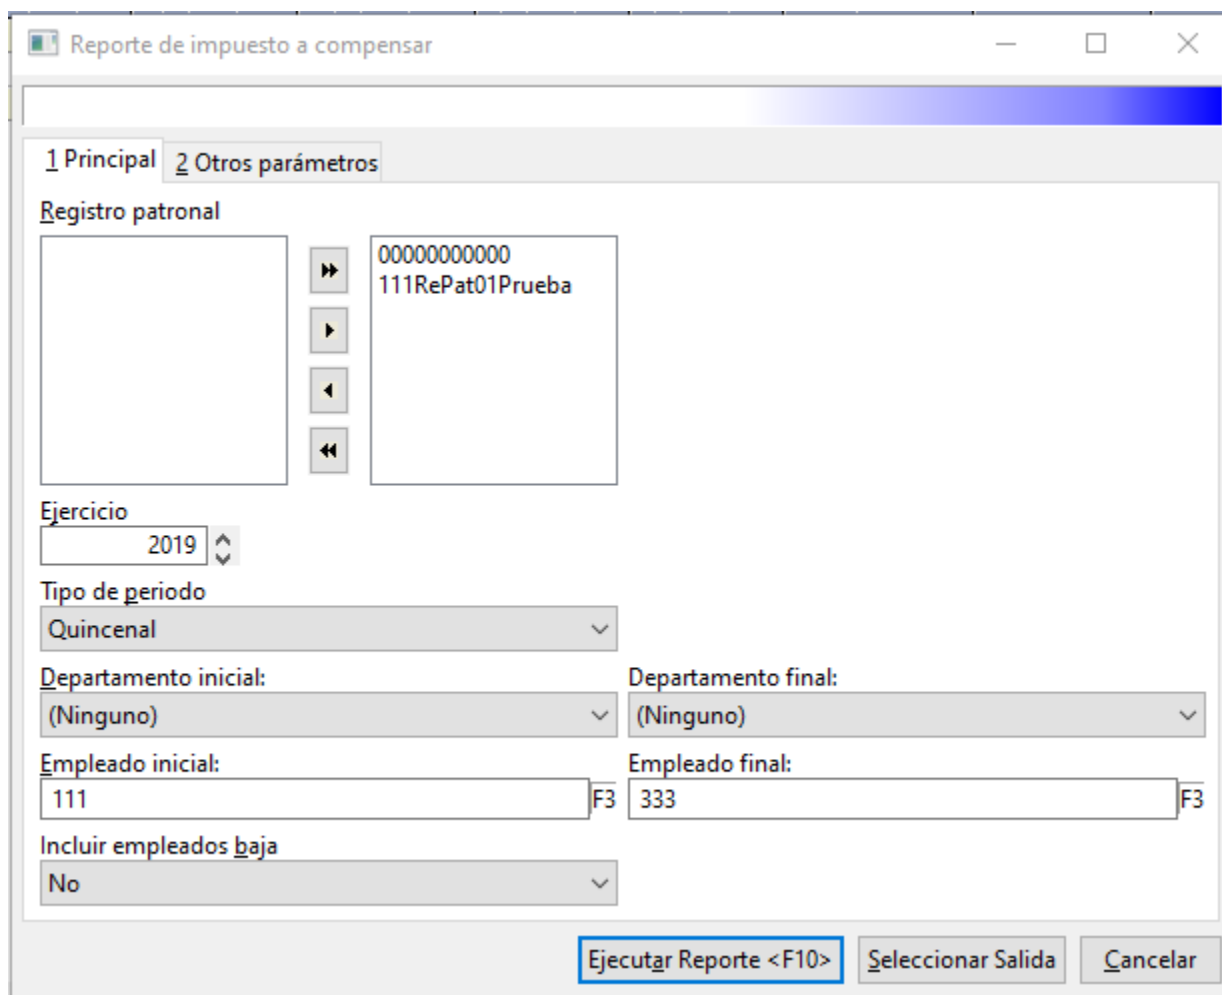 Reporte de impuesto a compensar
1 Principal 2 Otros parámetros
Registro patronal
00000000000
111RePat01Prueba
Ejercicio
2019
Tipo de periodo
Quincenal
Departamento inicial: Departamento final:
(Ninguno) (Ninguno)
Empleado inicial: Empleado final:
111 F3 333 F3
Incluir empleados baja
No
Ejecutar Reporte <F10> Seleccionar Salida Cancelar